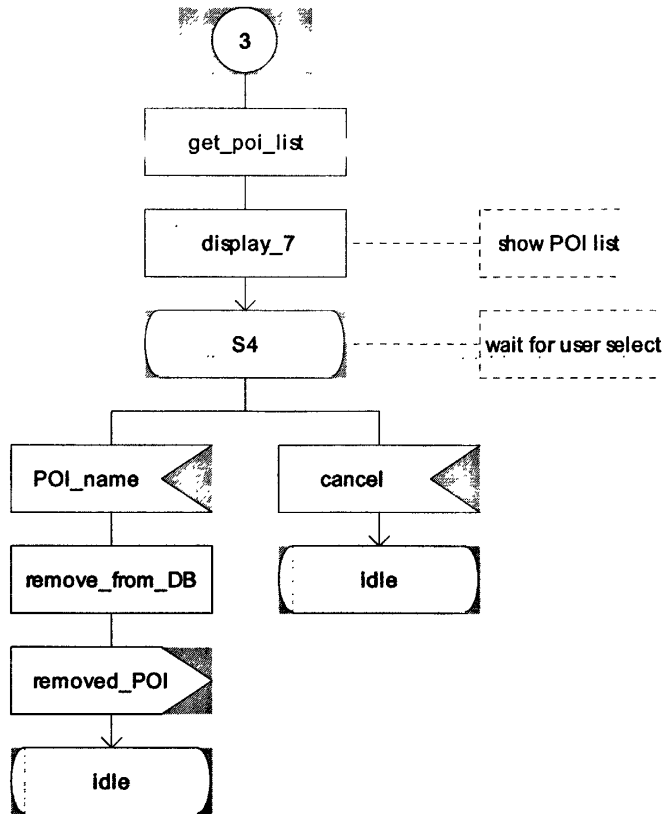 3
get_poi_list
display_7
show POI list
S4
wait for user select
POI_name
cancel
remove_from_DB
idle
removed_POI
idle